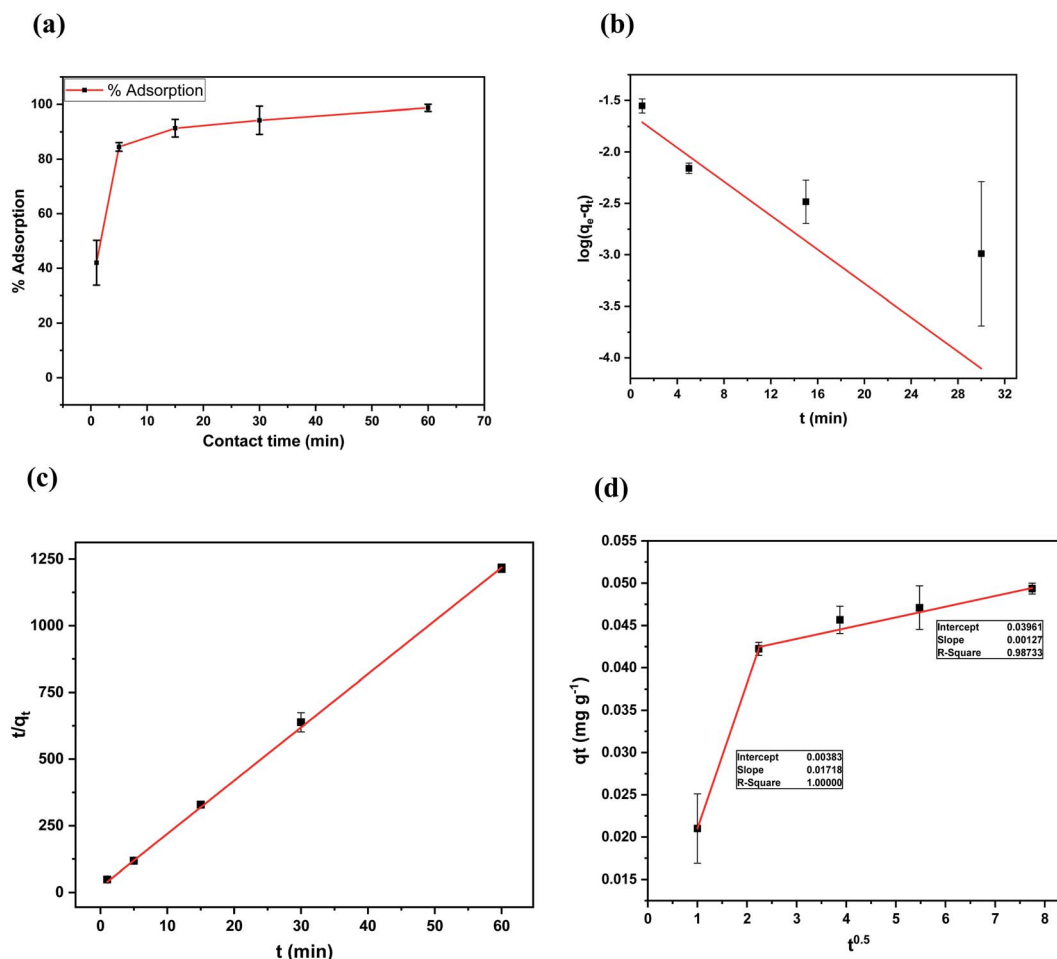 (a)
% Adsorption
100
80
60
40
20
0
% Adsorption
0 10 20 30 40 50 60 70
Contact time (min)
(b)
-1.5
-2.0
-2.5
-3.0
-3.5
-4.0
log(qe-qt)
0 4 8 12 16 20 24 28 32
t (min)
(c)
1250
1000
750
500
250
0
t/qt
0 10 20 30 40 50 60
t (min)
(d)
0.055
0.050
0.045
0.040
0.035
0.030
0.025
0.020
0.015
qt (mg g-1)
Intercept 0.03961
Slope 0.00127
R-Square 0.98733
Intercept 0.00383
Slope 0.01718
R-Square 1.00000
0 1 2 3 4 5 6 7 8
t0.5